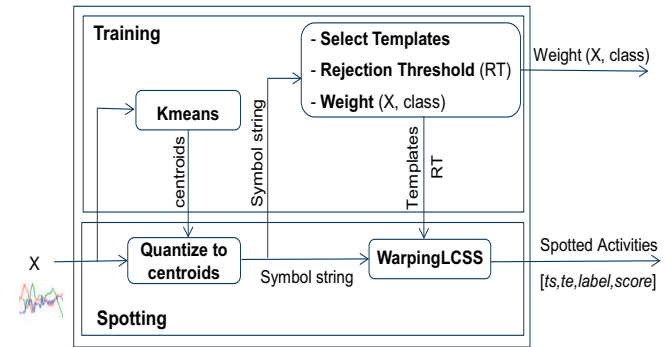 Training
- Select Templates
- Rejection Threshold (RT)
- Weight (X, class)
Weight (X, class)
Kmeans
centroids
Symbol string
Templates
RT
X
Quantize to
centroids
Symbol string
WarpingLCSS
Spotted Activities
[ts,te,label,score]
Spotting